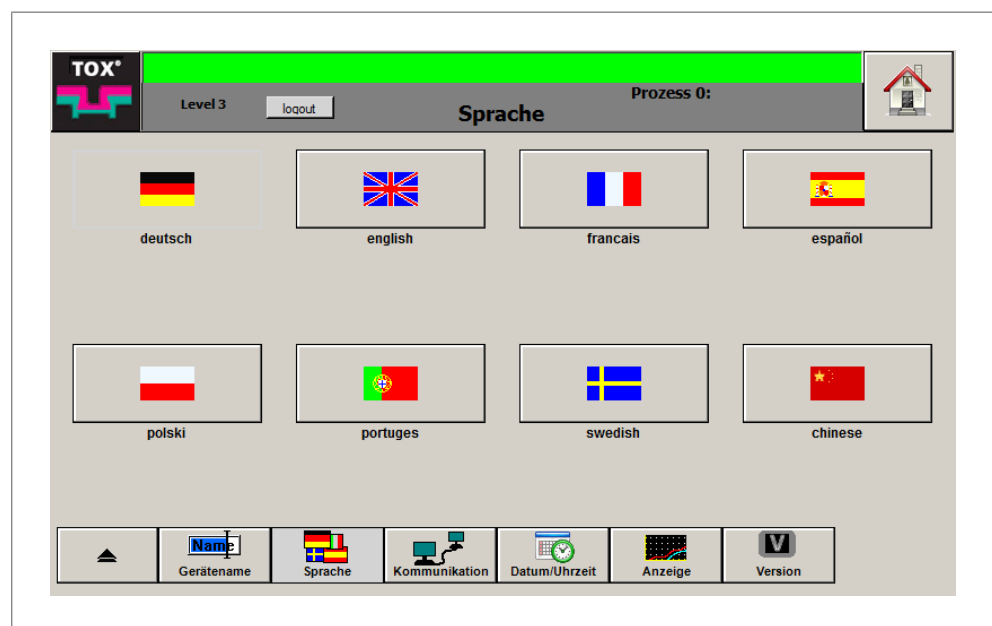 TOX®
Level 3
logout
Sprache
Prozess 0:
deutsch
english
francais
español
polski
portuges
swedish
chinese
Name
Gerätename
Sprache
Kommunikation
Datum/Uhrzeit
Anzeige
V
Version